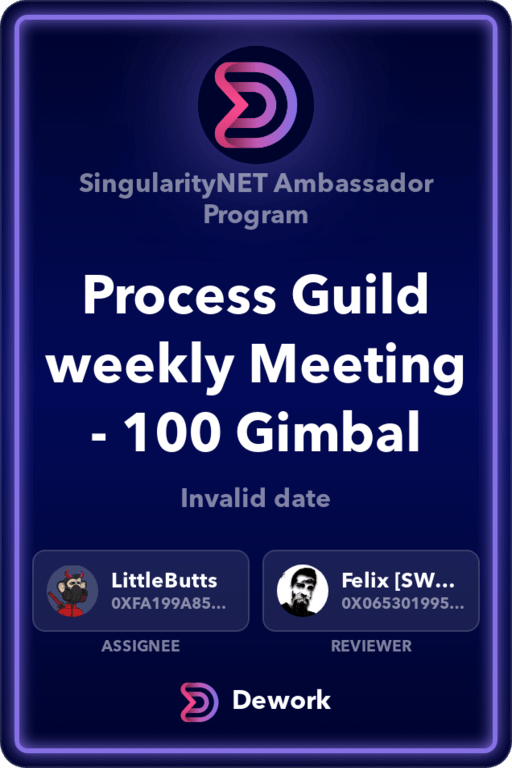 SingularityNET Ambassador
Program
Process Guild
weekly Meeting
- 100 Gimbal
Invalid date
LittleButts
0XFA199A85...
ASSIGNEE
Felix [SW...
0X065301995...
REVIEWER
Dework